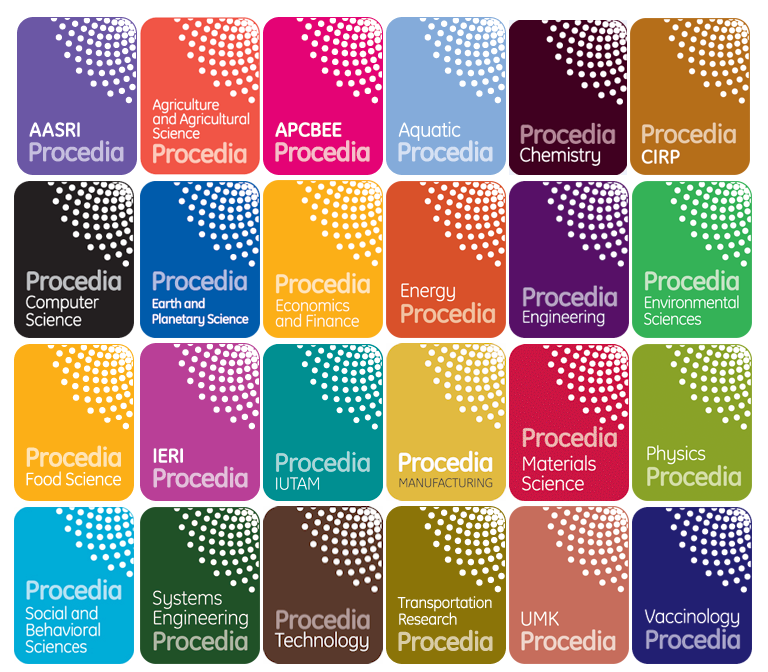 AASRI
Procedia
Agriculture
and Agricultural
Science
Procedia
APCBEE
Procedia
Aquatic
Procedia
Procedia
Chemistry
Procedia
CIRP
Procedia
Computer
Science
Procedia
Earth and
Planetary Science
Procedia
Economics
and Finance
Energy
Procedia
Procedia
Engineering
Procedia
Environmental
Sciences
Procedia
Food Science
IERI
Procedia
Procedia
IUTAM
Procedia
MANUFACTURING
Procedia
Materials
Science
Physics
Procedia
Procedia
Social and
Behavioral
Sciences
Systems
Engineering
Procedia
Procedia
Technology
Transportation
Research
Procedia
UMK
Procedia
Vaccinology
Procedia